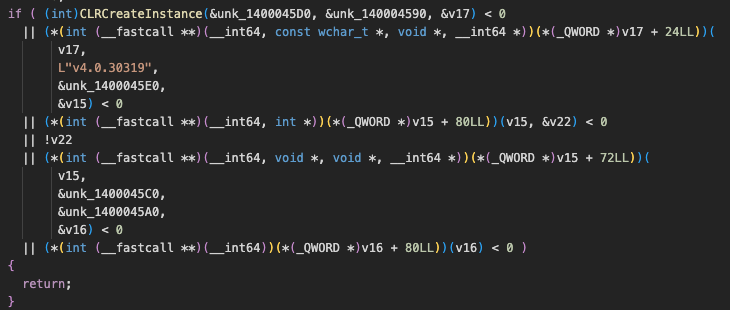 if ( (int)CLRCreateInstance(&unk_1400045D0, &unk_140004590, &v17) < 0
|| (*(int (__fastcall **)(__int64, const wchar_t *, void *, __int64 *))(*(_QWORD *)v17 + 24LL))(
v17,
L"v4.0.30319",
&unk_1400045E0,
&v15) < 0
|| (*(int (__fastcall **)(__int64, int *))(*(_QWORD *)v15 + 80LL))(v15, &v22) < 0
|| !v22
|| (*(int (__fastcall **)(__int64, void *, void *, __int64 *))(*(_QWORD *)v15 + 72LL))(
v15,
&unk_1400045C0,
&unk_1400045A0,
&v16) < 0
|| (*(int (__fastcall **)(__int64))(*(_QWORD *)v16 + 80LL))(v16) < 0 )
{
return;
}